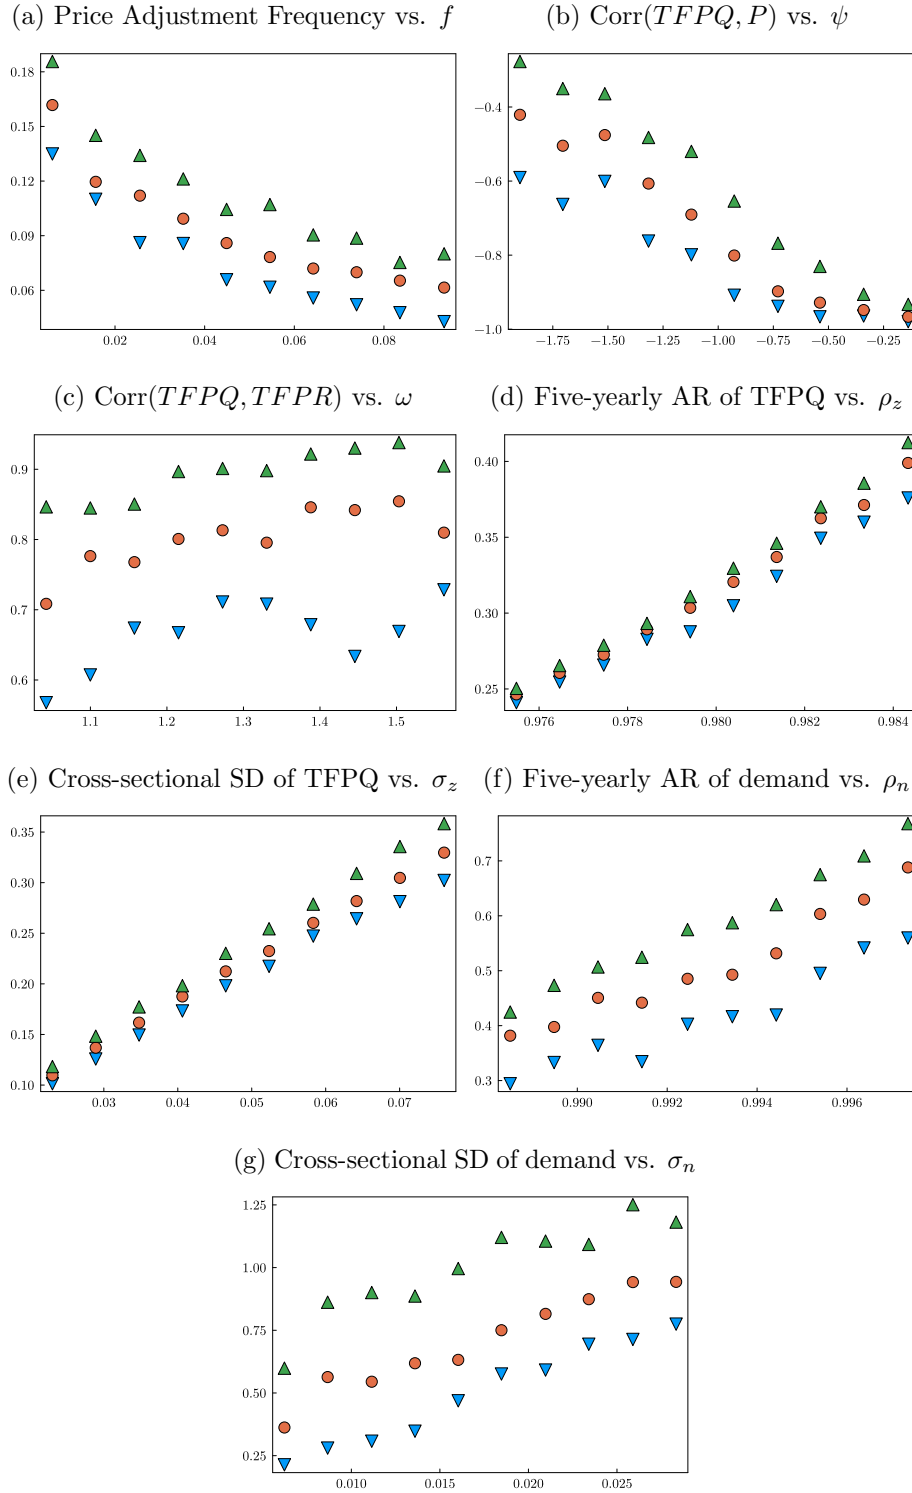 (a) Price Adjustment Frequency vs. f
(b) Corr(TFPQ, P) vs. ψ
0.18
0.15
0.12
0.09
0.06
0.02 0.04 0.06 0.08
−0.4
−0.6
−0.8
−1.0
−1.75 −1.50 −1.25 −1.00 −0.75 −0.50 −0.25
(c) Corr(TFPQ, TFPR) vs. ω
(d) Five-yearly AR of TFPQ vs. ρz
0.9
0.8
0.7
0.6
1.1 1.2 1.3 1.4 1.5
0.40
0.35
0.30
0.25
0.976 0.978 0.980 0.982 0.984
(e) Cross-sectional SD of TFPQ vs. σz
(f) Five-yearly AR of demand vs. ρn
0.35
0.30
0.25
0.20
0.15
0.10
0.03 0.04 0.05 0.06 0.07
0.7
0.6
0.5
0.4
0.3
0.990 0.992 0.994 0.996
(g) Cross-sectional SD of demand vs. σn
1.25
1.00
0.75
0.50
0.25
0.010 0.015 0.020 0.025